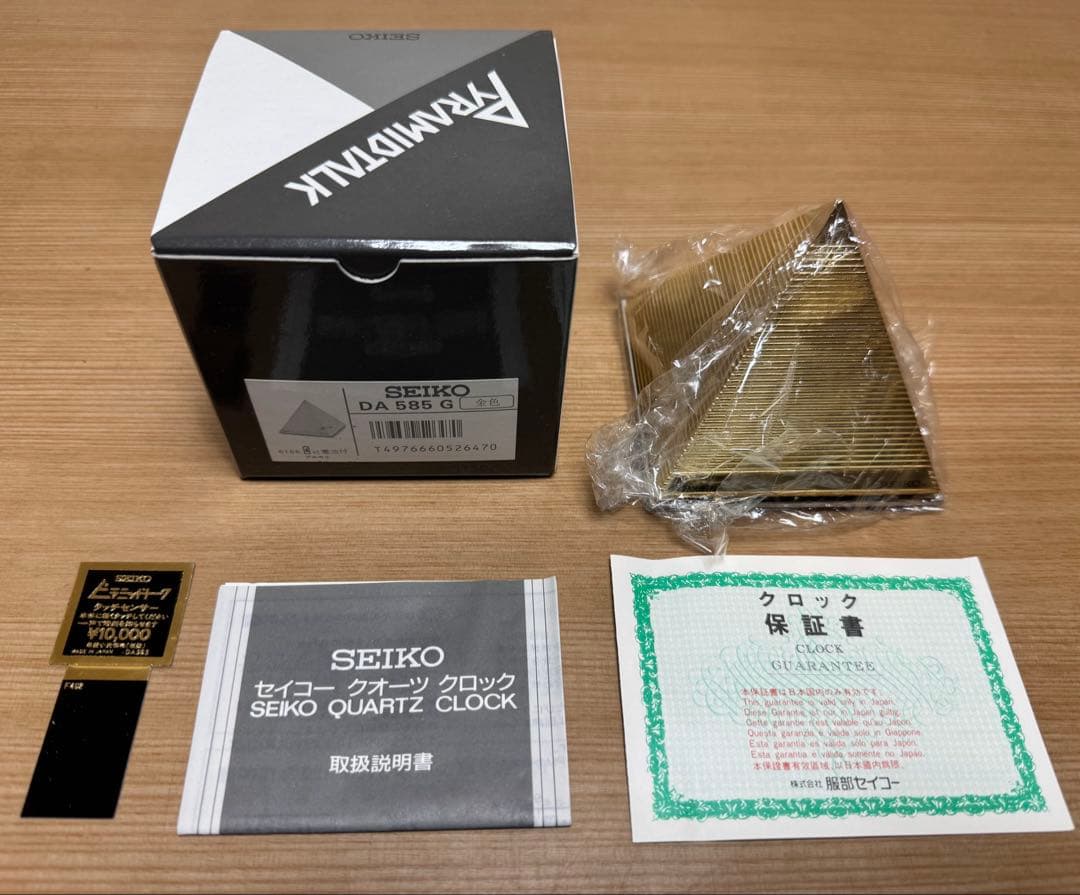 SEIKO
PYRAMIDTALK
SEIKO
DA 585 G 金色
T4976660526470
SEIKO
ピラミッドトーク
タッチセンサー
¥10,000
MADE IN JAPAN DA585
SEIKO
セイコー クオーツ クロック
SEIKO QUARTZ CLOCK
取扱説明書
クロック
保証書
CLOCK
GUARANTEE
本保証書は日本国内のみ有効です。
This guarantee is valid only in Japan.
Diese Garantie ist nur in Japan gültig.
Cette garantie n'est valable qu'au Japon.
Questa garanzia è valida solo in Giappone.
Esta garantía es válida sólo para Japón.
Esta garantia é válida somente no Japão.
本保證書有效區域,以日本國內為限。
株式会社 服部セイコー